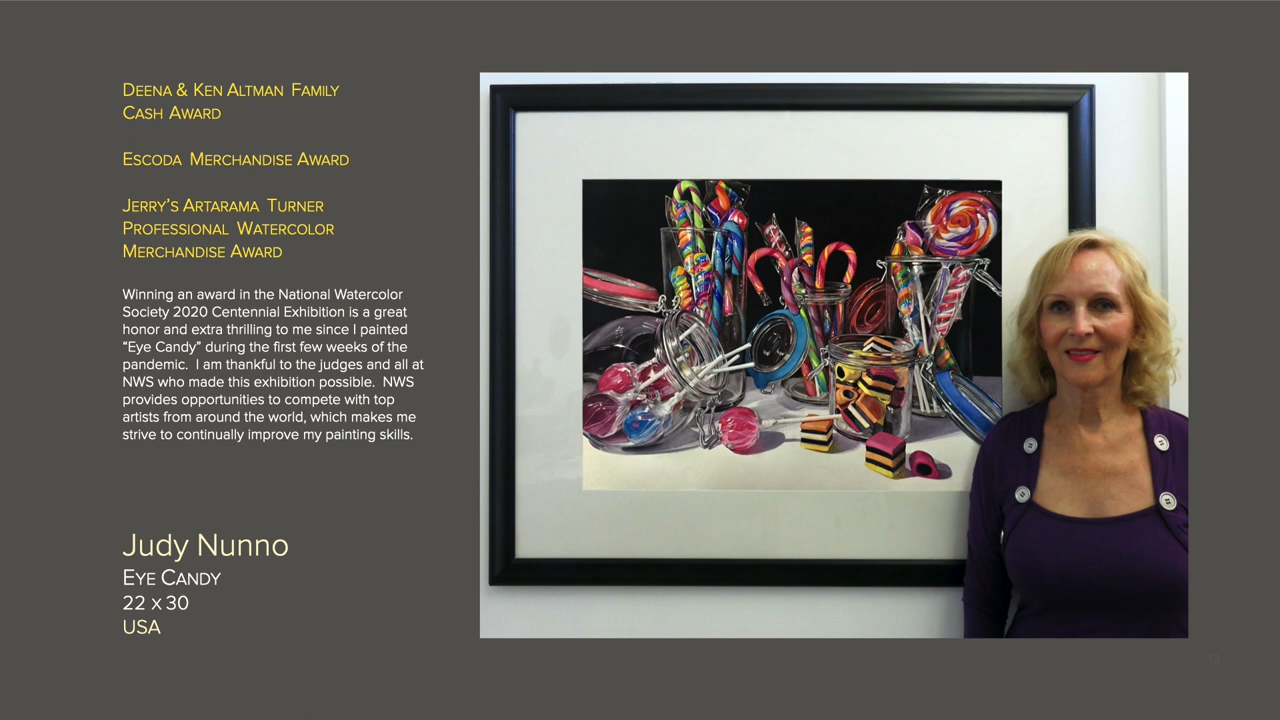 DEENA & KEN ALTMAN FAMILY
CASH AWARD
ESCODA MERCHANDISE AWARD
JERRY'S ARTARAMA TURNER
PROFESSIONAL WATERCOLOR
MERCHANDISE AWARD
Winning an award in the National Watercolor
Society 2020 Centennial Exhibition is a great
honor and extra thrilling to me since I painted
“Eye Candy” during the first few weeks of the
pandemic. I am thankful to the judges and all at
NWS who made this exhibition possible. NWS
provides opportunities to compete with top
artists from around the world, which makes me
strive to continually improve my painting skills.
Judy Nunno
EYE CANDY
22 x 30
USA
13